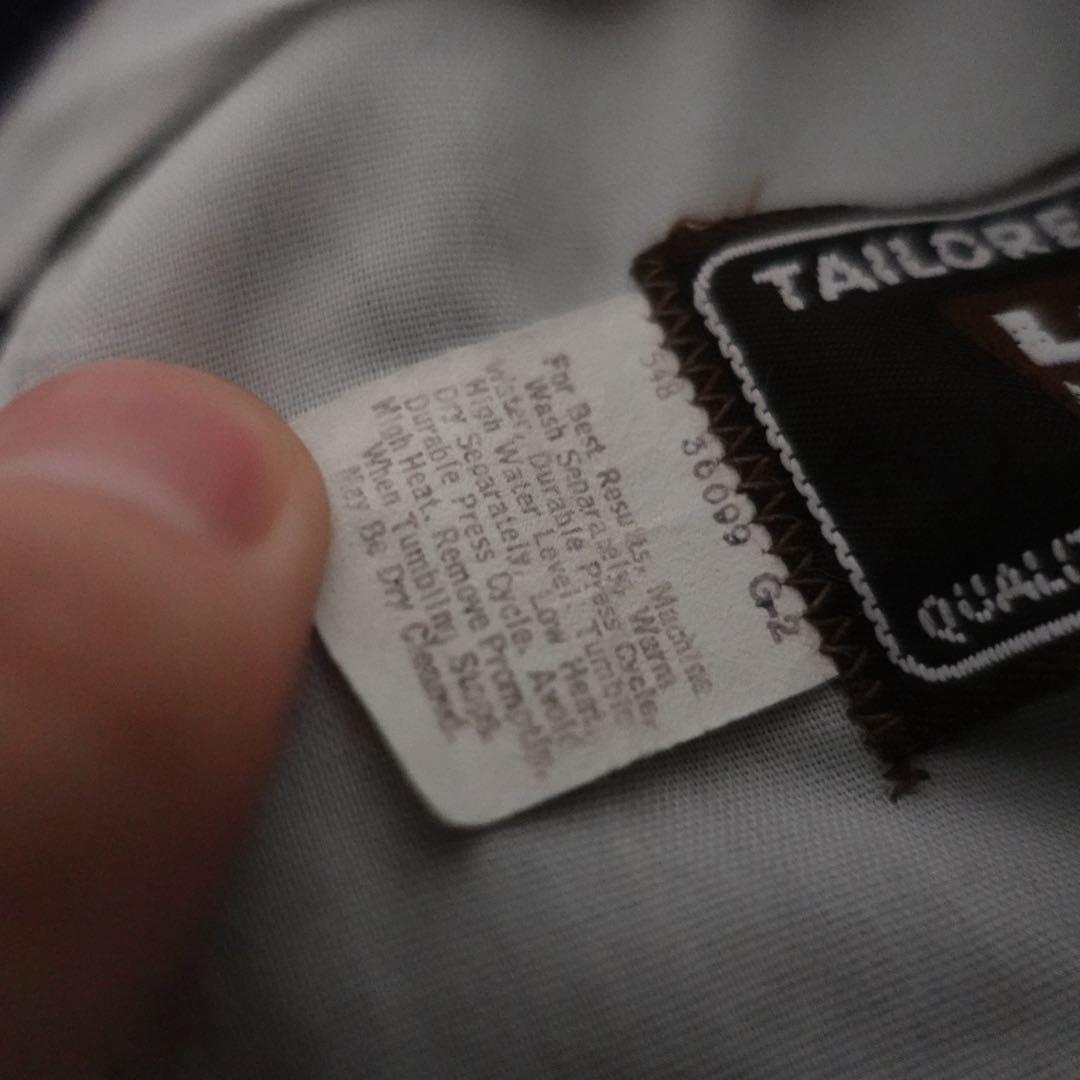 548 36099 G-2
For Best Results, Machine
Wash Separately, Warm
Water, Durable Press Cycle,
High Water Level. Tumble
Dry Separately, Low Heat,
Durable Press Cycle. Avoid
High Heat. Remove Promptly
When Tumbling Stops.
May Be Dry Cleaned.
TAILORE
L
QUALIT